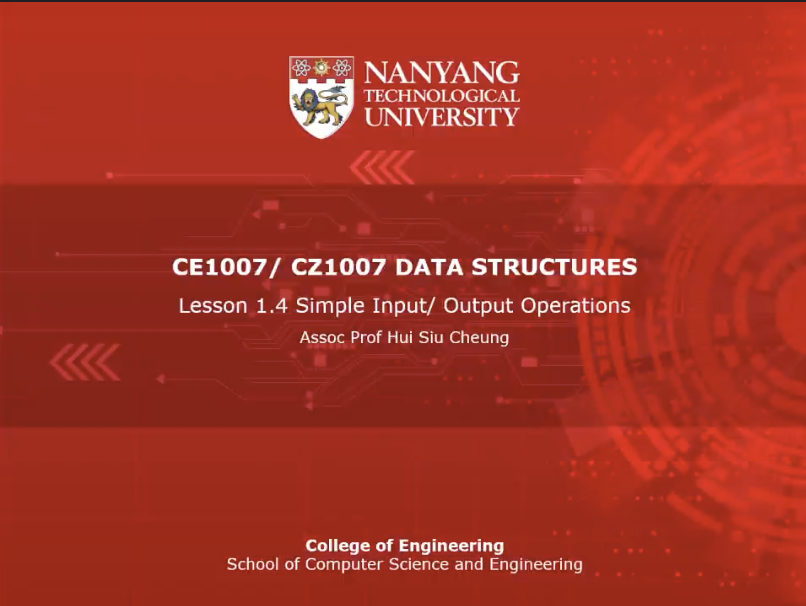 NANYANG
TECHNOLOGICAL
UNIVERSITY
CE1007/ CZ1007 DATA STRUCTURES
Lesson 1.4 Simple Input/ Output Operations
Assoc Prof Hui Siu Cheung
College of Engineering
School of Computer Science and Engineering